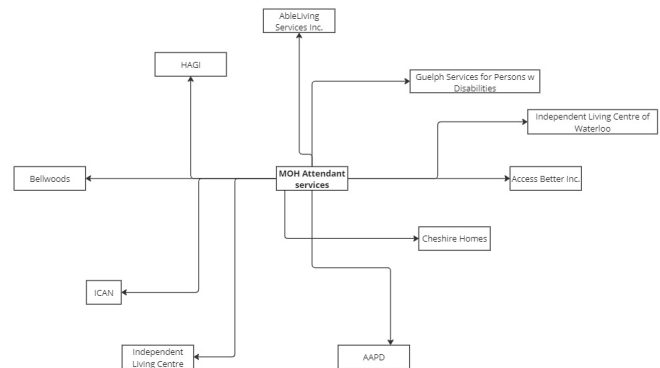 AbleLiving
Services Inc.
HAGI
Guelph Services for Persons w
Disabilities
Independent Living Centre of
Waterloo
MOH Attendant
services
Bellwoods
Access Better Inc.
Cheshire Homes
ICAN
Independent
Living Centre
AAPD